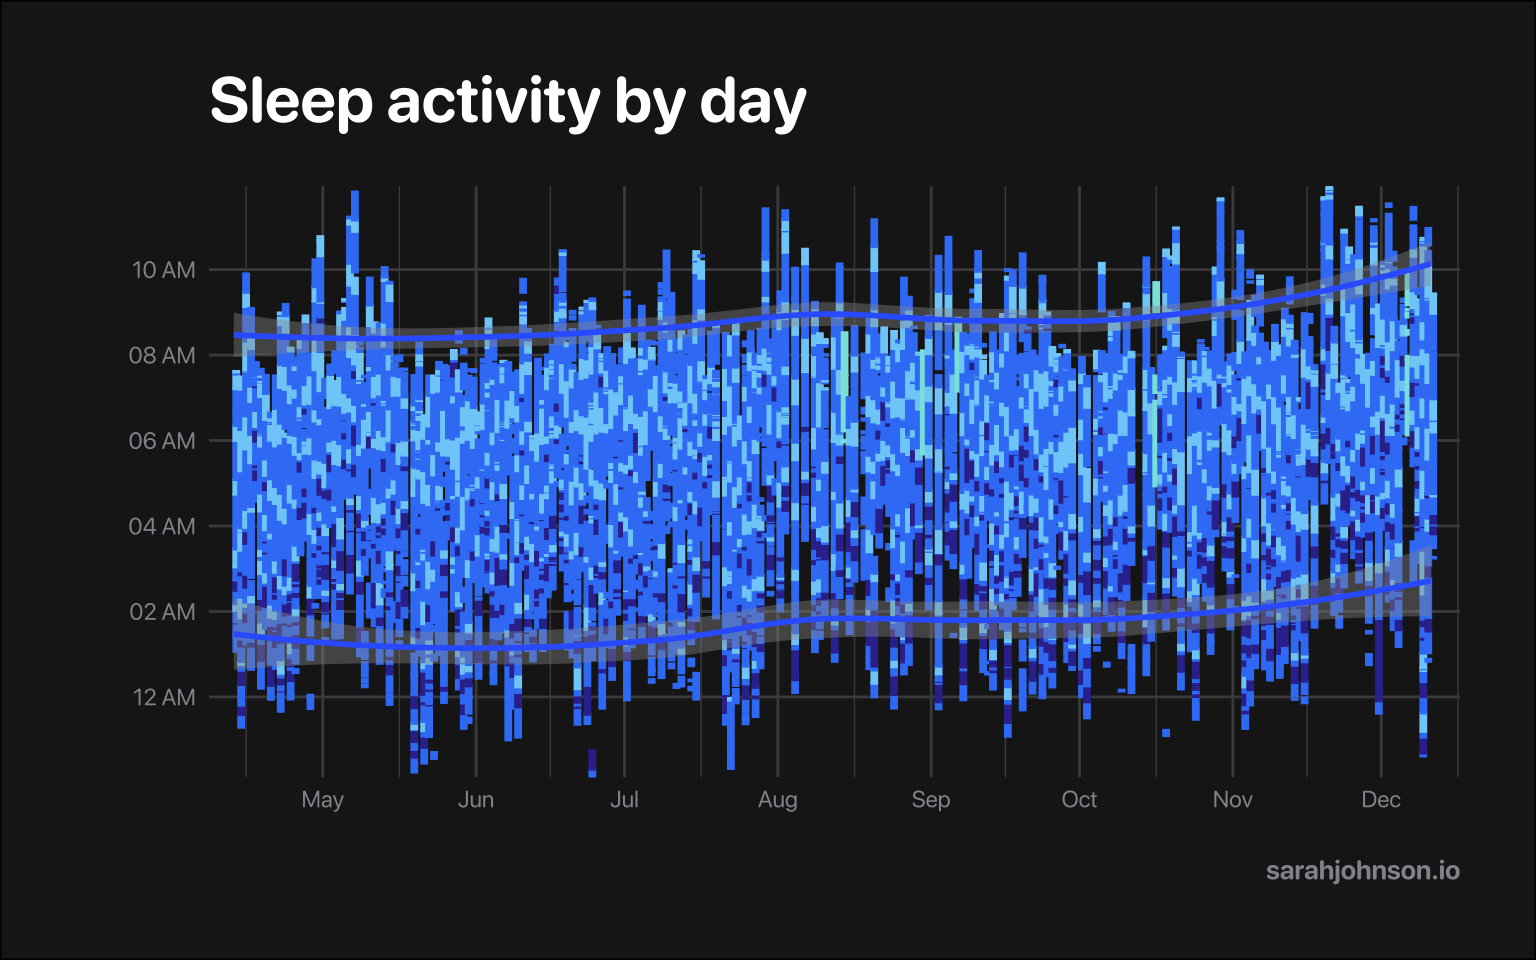 Sleep activity by day
10 AM
08 AM
06 AM
04 AM
02 AM
12 AM
May Jun Jul Aug Sep Oct Nov Dec
sarahjohnson.io